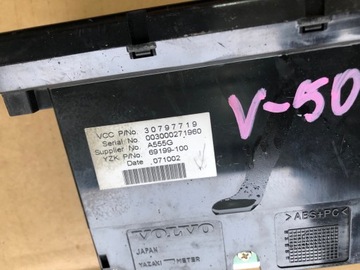 VCC P/No. 30797719
Serial No 003000271960
Supplier No. A555G
YZK P/No. 69199-100
Date .071002
V-50
>ABS+PC<
VOLVO
JAPAN
YAZAKI METER